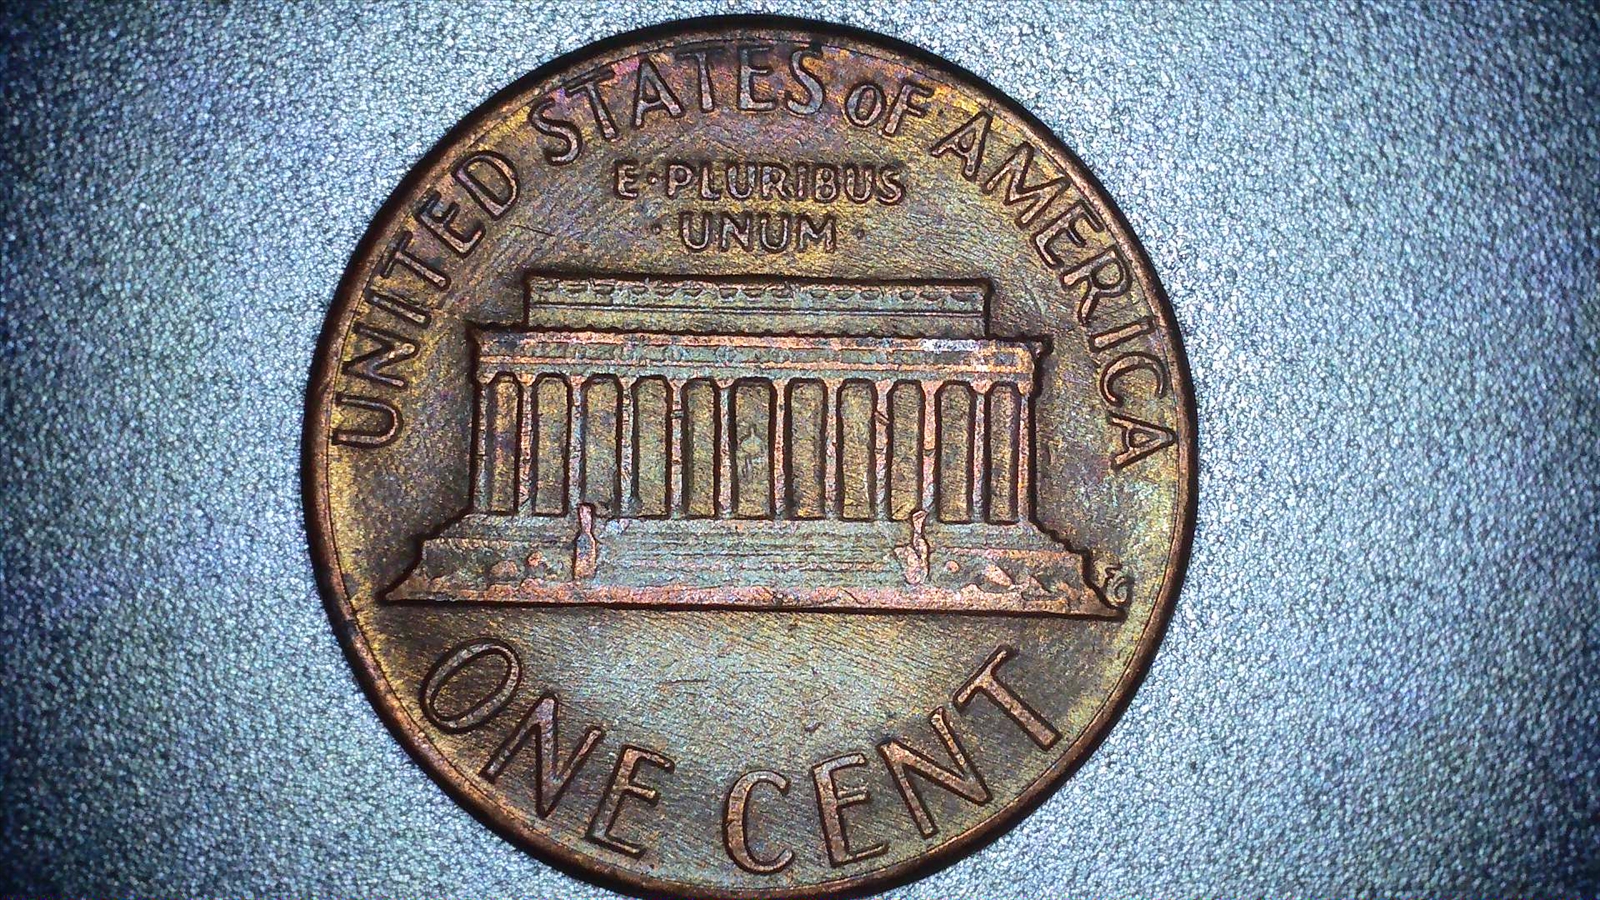 UNITED STATES OF AMERICA
E·PLURIBUS
·UNUM·
ONE CENT